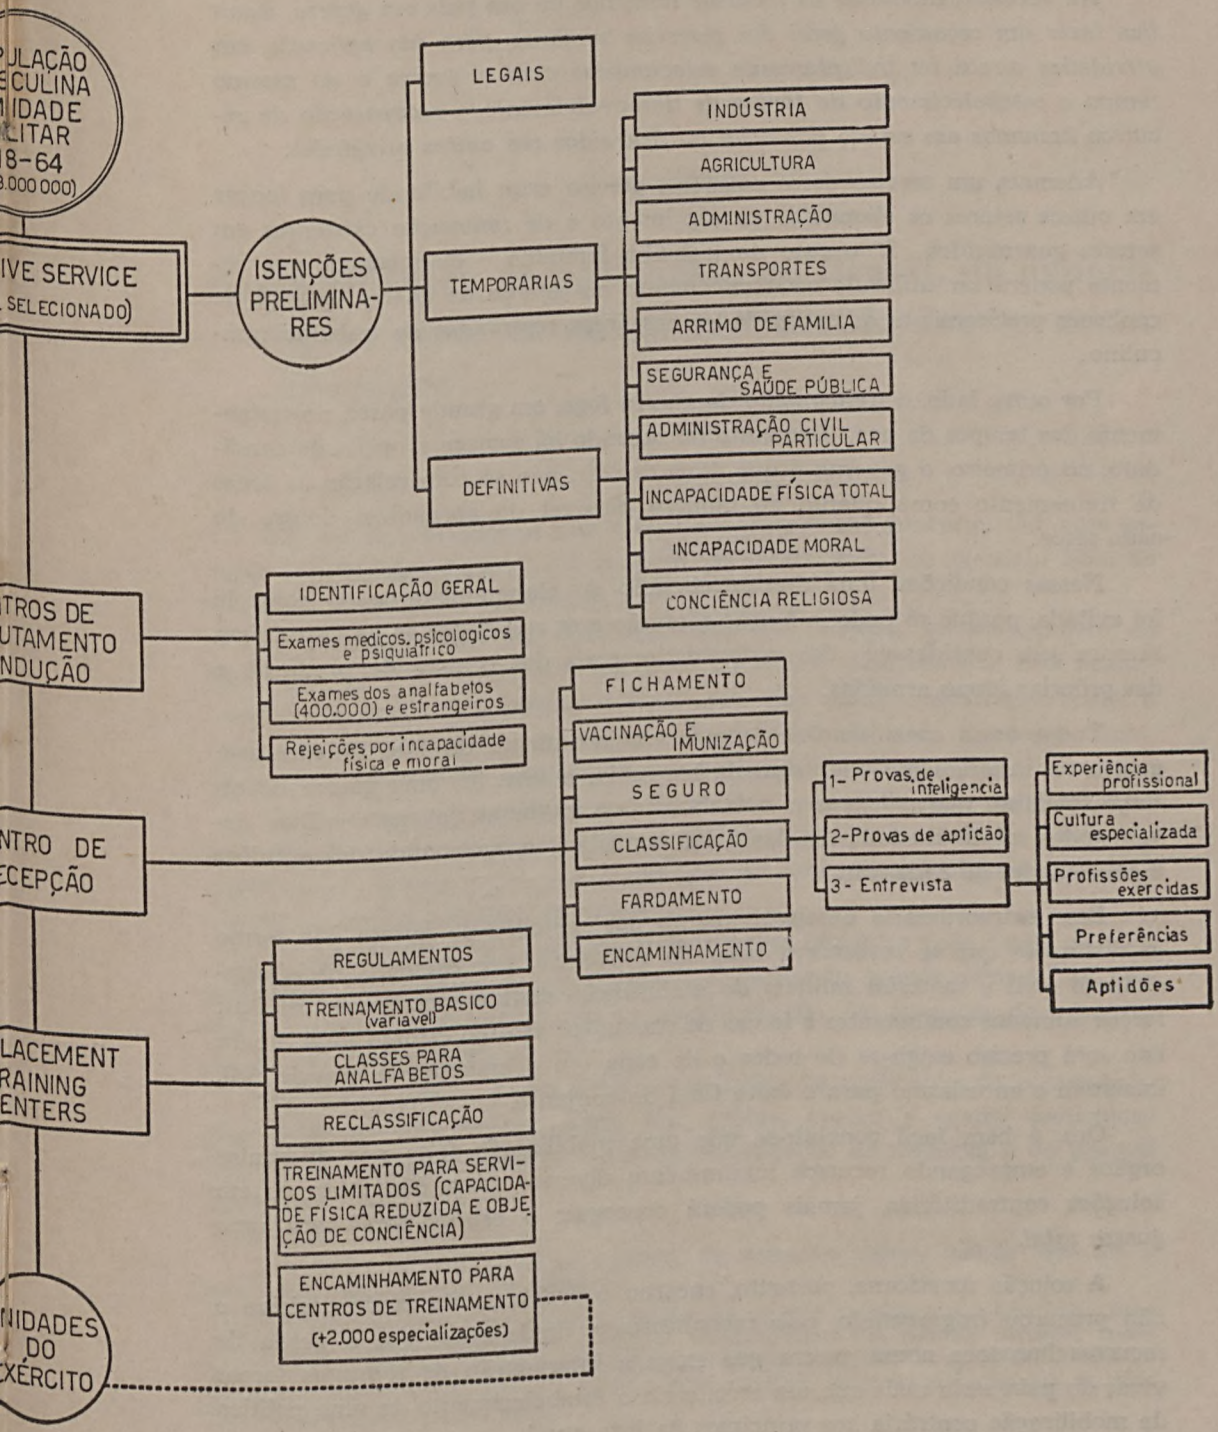 PULAÇÃO
CULINA
IDADE
LITAR
18-64
.000 000)
IVE SERVICE
SELECIONADO)
ISENÇÕES
PRELIMINA-
RES
LEGAIS
TEMPORARIAS
DEFINITIVAS
INDÚSTRIA
AGRICULTURA
ADMINISTRAÇÃO
TRANSPORTES
ARRIMO DE FAMILIA
SEGURANÇA E
SAÚDE PÚBLICA
ADMINISTRAÇÃO CIVIL
PARTICULAR
INCAPACIDADE FÍSICA TOTAL
INCAPACIDADE MORAL
CONCIÊNCIA RELIGIOSA
TROS DE
UTAMENTO
NDUÇÃO
IDENTIFICAÇÃO GERAL
Exames medicos, psicologicos
e psiquiatrico
Exames dos analfabetos
(400.000) e estrangeiros
Rejeições por incapacidade
física e moral
NTRO DE
ECEPÇÃO
FICHAMENTO
VACINAÇÃO E
IMUNIZAÇÃO
SEGURO
CLASSIFICAÇÃO
FARDAMENTO
ENCAMINHAMENTO
1- Provas de
inteligencia
2-Provas de aptidão
3- Entrevista
Experiência
profissional
Cultura
especializada
Profissões
exercidas
Preferências
Aptidões
LACEMENT
RAINING
ENTERS
REGULAMENTOS
TREINAMENTO BASICO
(variavel)
CLASSES PARA
ANALFABETOS
RECLASSIFICAÇÃO
TREINAMENTO PARA SERVI-
ÇOS LIMITADOS (CAPACIDA-
DE FÍSICA REDUZIDA E OBJE
ÇÃO DE CONCIÊNCIA)
ENCAMINHAMENTO PARA
CENTROS DE TREINAMENTO
(+2.000 especializações)
NIDADES
DO
XÉRCITO